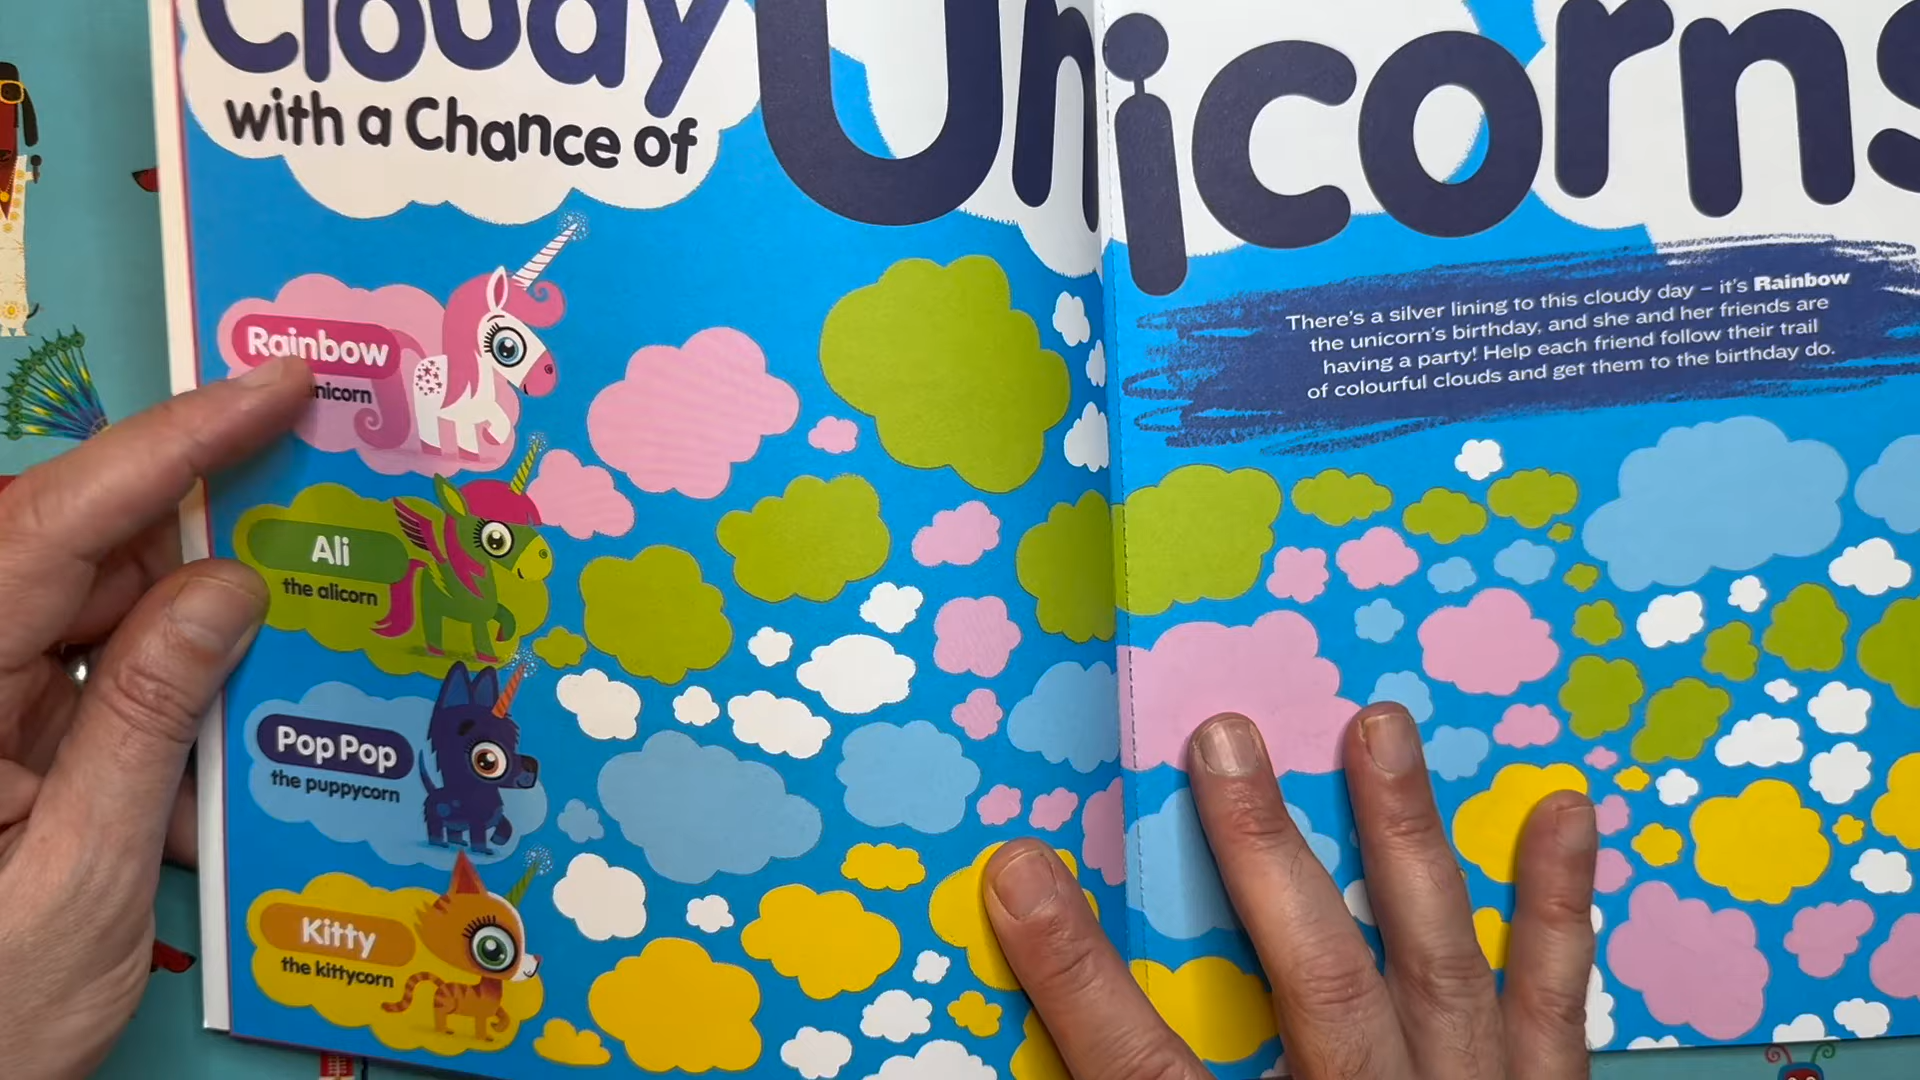 Cloudy
with a Chance of
Unicorns
There's a silver lining to this cloudy day – it's Rainbow
the unicorn's birthday, and she and her friends are
having a party! Help each friend follow their trail
of colourful clouds and get them to the birthday do.
Rainbow
unicorn
Ali
the alicorn
Pop Pop
the puppycorn
Kitty
the kittycorn